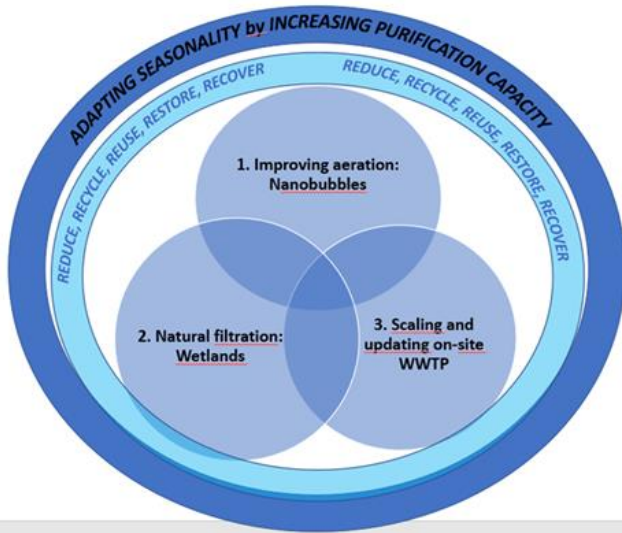 ADAPTING SEASONALITY by INCREASING PURIFICATION CAPACITY
REDUCE, RECYCLE, REUSE, RESTORE, RECOVER
REDUCE, RECYCLE, REUSE, RESTORE, RECOVER
1. Improving aeration:
Nanobubbles
2. Natural filtration:
Wetlands
3. Scaling and
updating on-site
WWTP